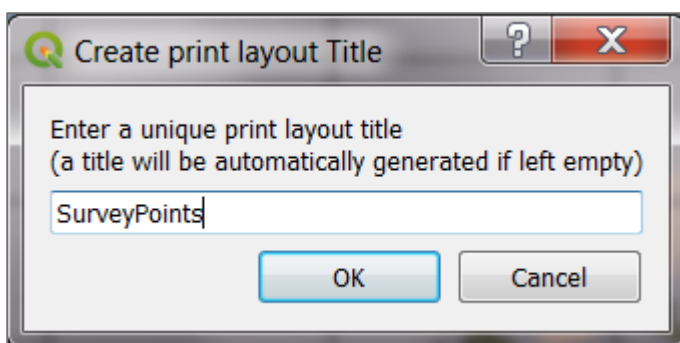 Create print layout Title
Enter a unique print layout title
(a title will be automatically generated if left empty)
SurveyPoints
OK
Cancel